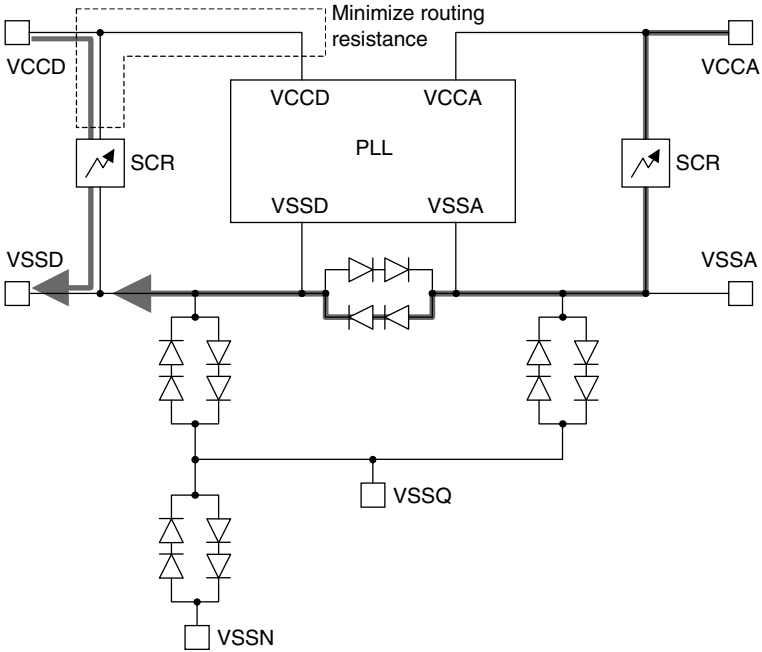 Minimize routing
resistance
VCCD
VCCA
VCCD
VCCA
PLL
SCR
SCR
VSSD
VSSA
VSSD
VSSA
VSSQ
VSSN